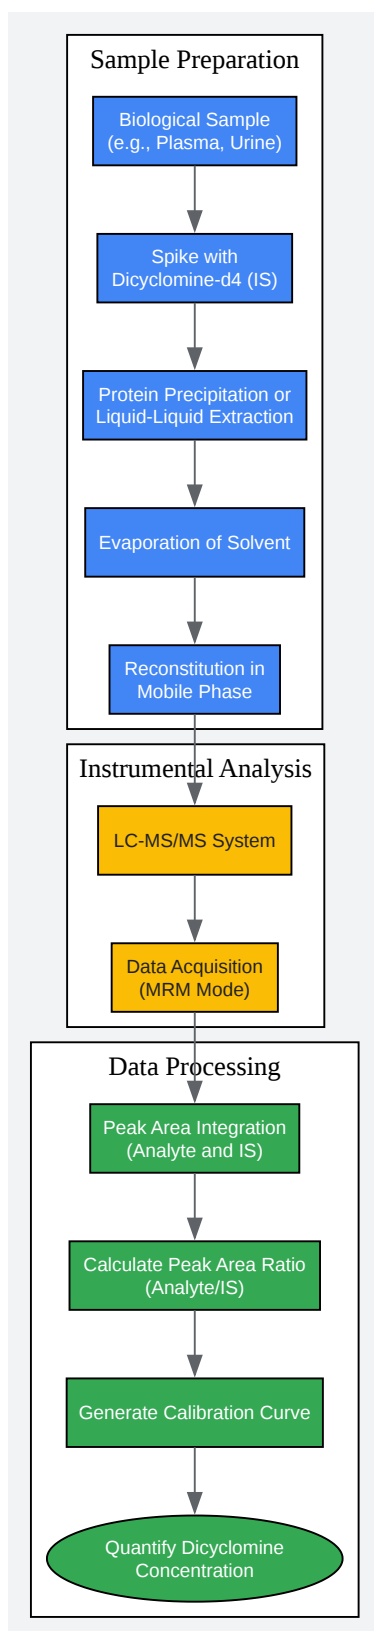 Sample Preparation
Biological Sample
(e.g., Plasma, Urine)
Spike with
Dicyclomine-d4 (IS)
Protein Precipitation or
Liquid-Liquid Extraction
Evaporation of Solvent
Reconstitution in
Mobile Phase
Instrumental Analysis
LC-MS/MS System
Data Acquisition
(MRM Mode)
Data Processing
Peak Area Integration
(Analyte and IS)
Calculate Peak Area Ratio
(Analyte/IS)
Generate Calibration Curve
Quantify Dicyclomine
Concentration